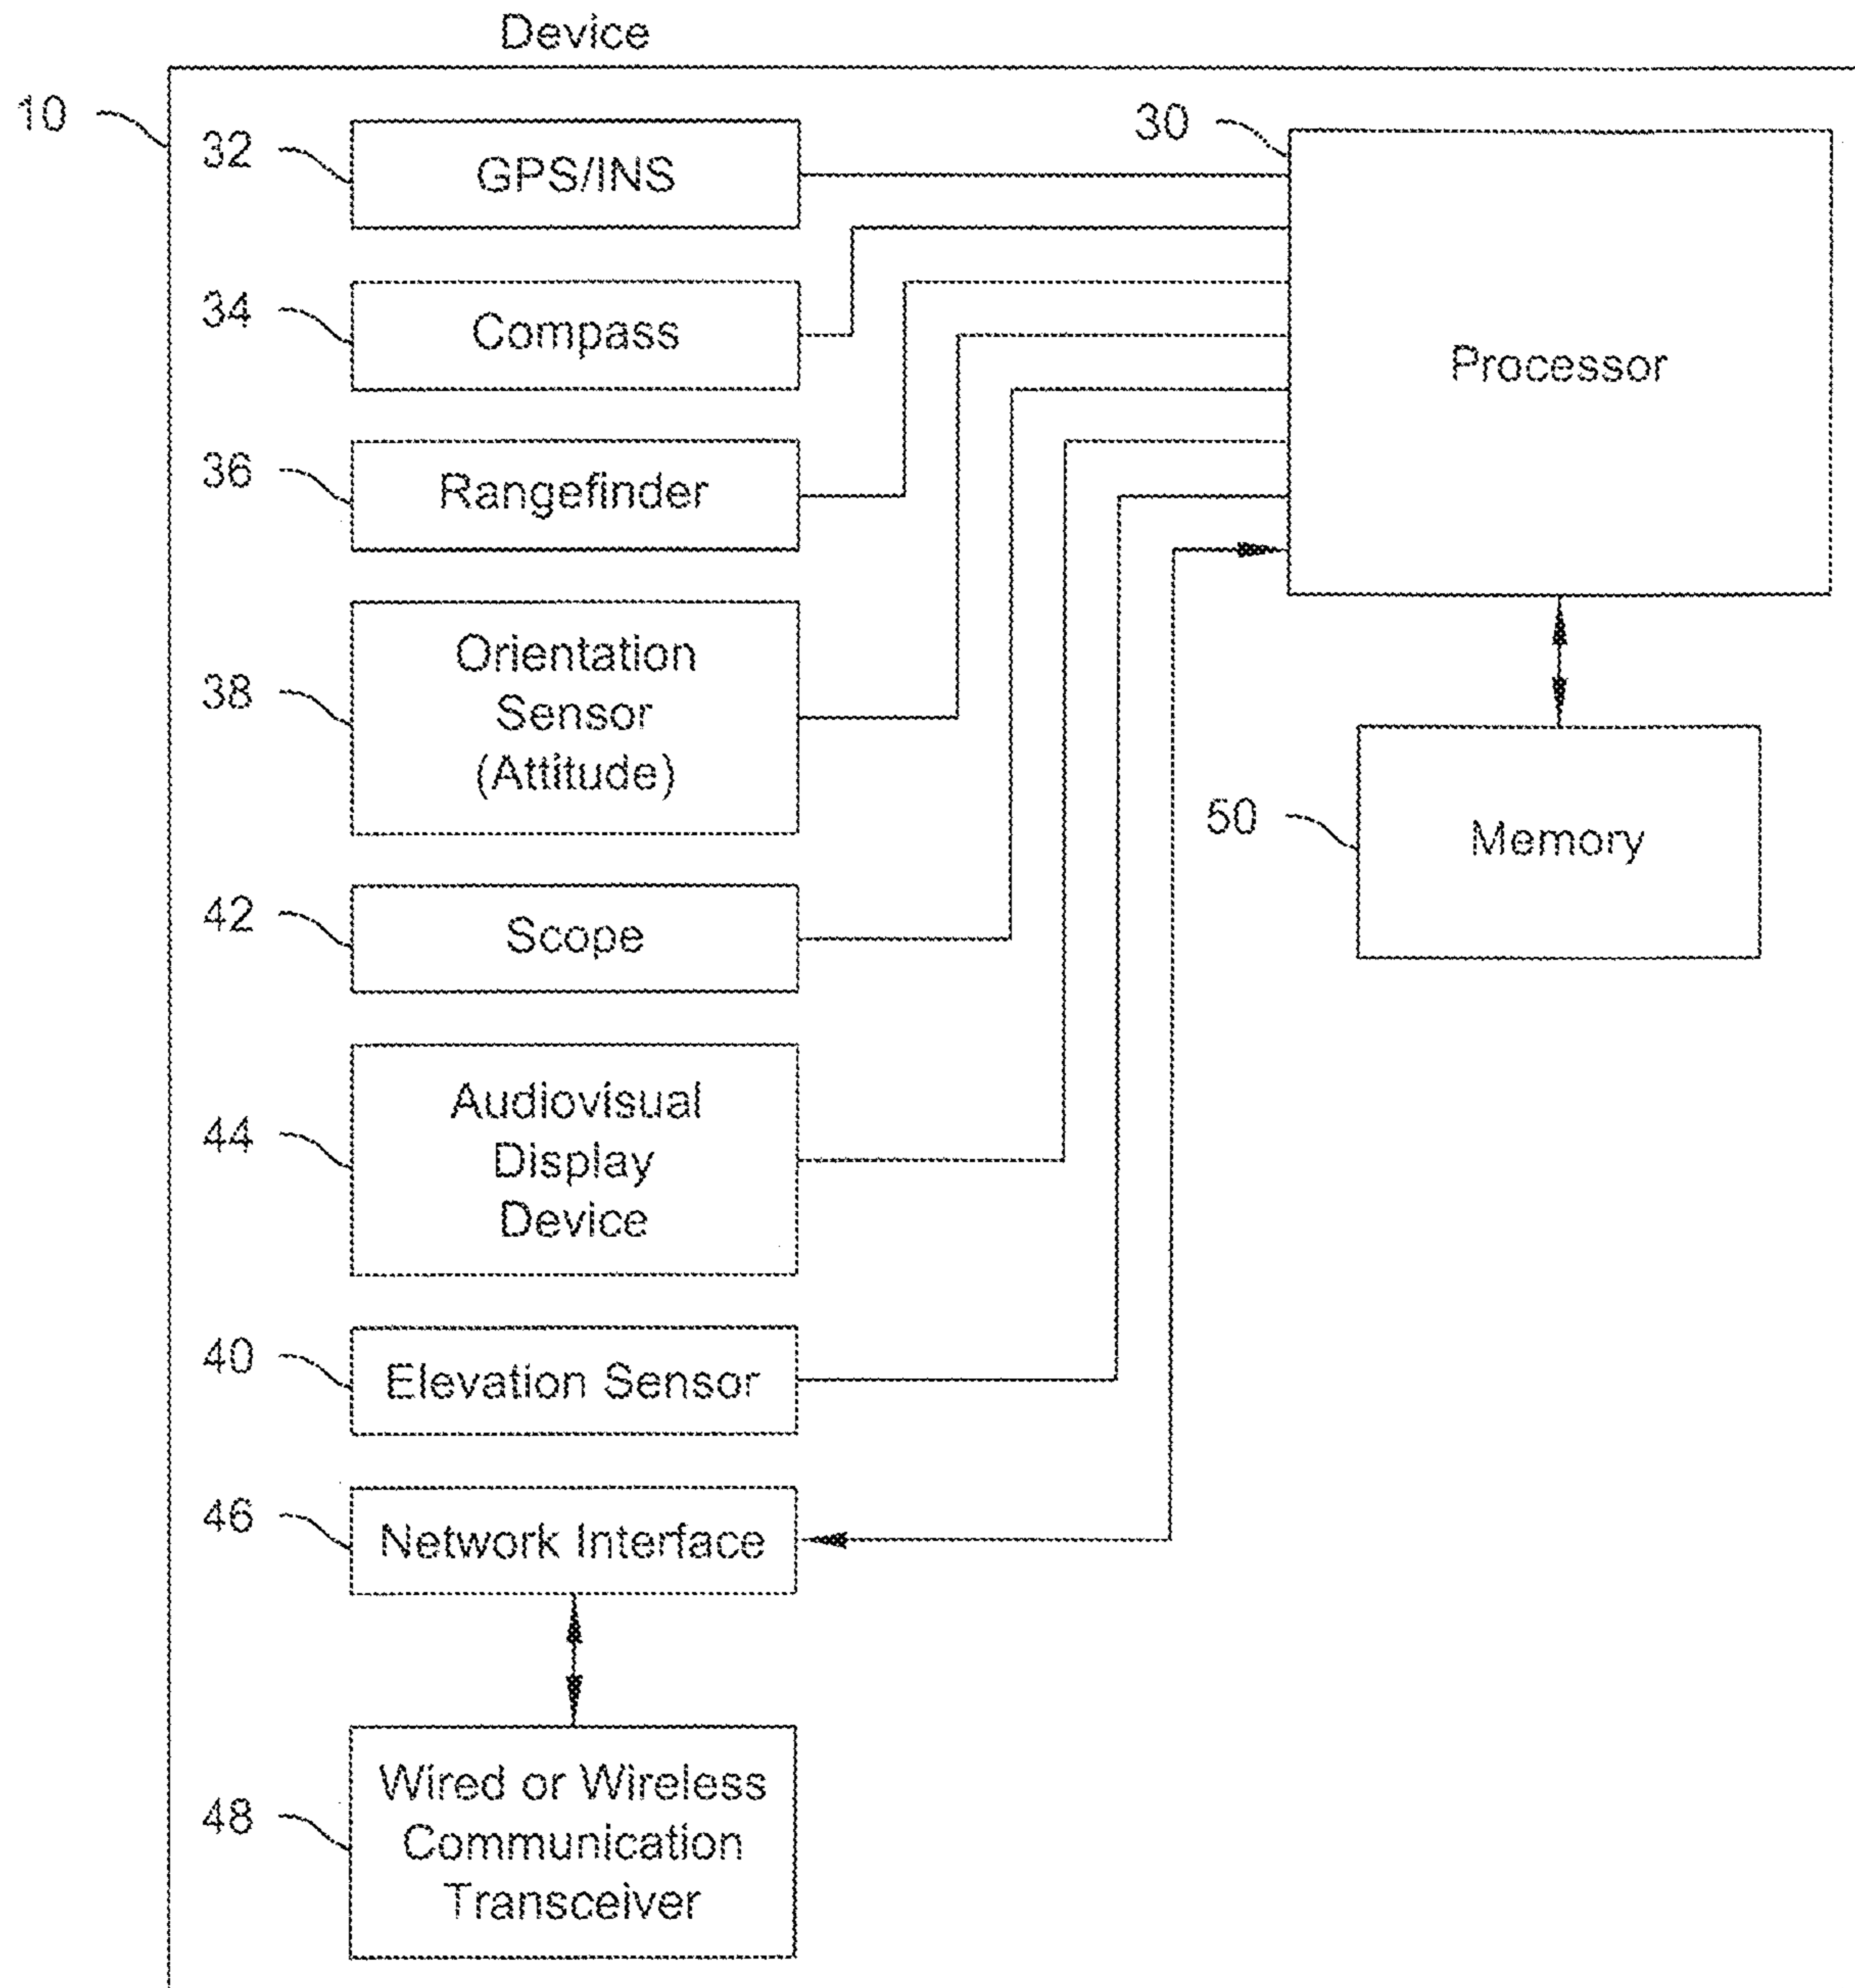 Device
10
32
GPS/INS
30
Processor
34
Compass
36
Rangefinder
38
Orientation
Sensor
(Attitude)
50
Memory
42
Scope
44
Audiovisual
Display
Device
40
Elevation Sensor
46
Network Interface
48
Wired or Wireless
Communication
Transceiver